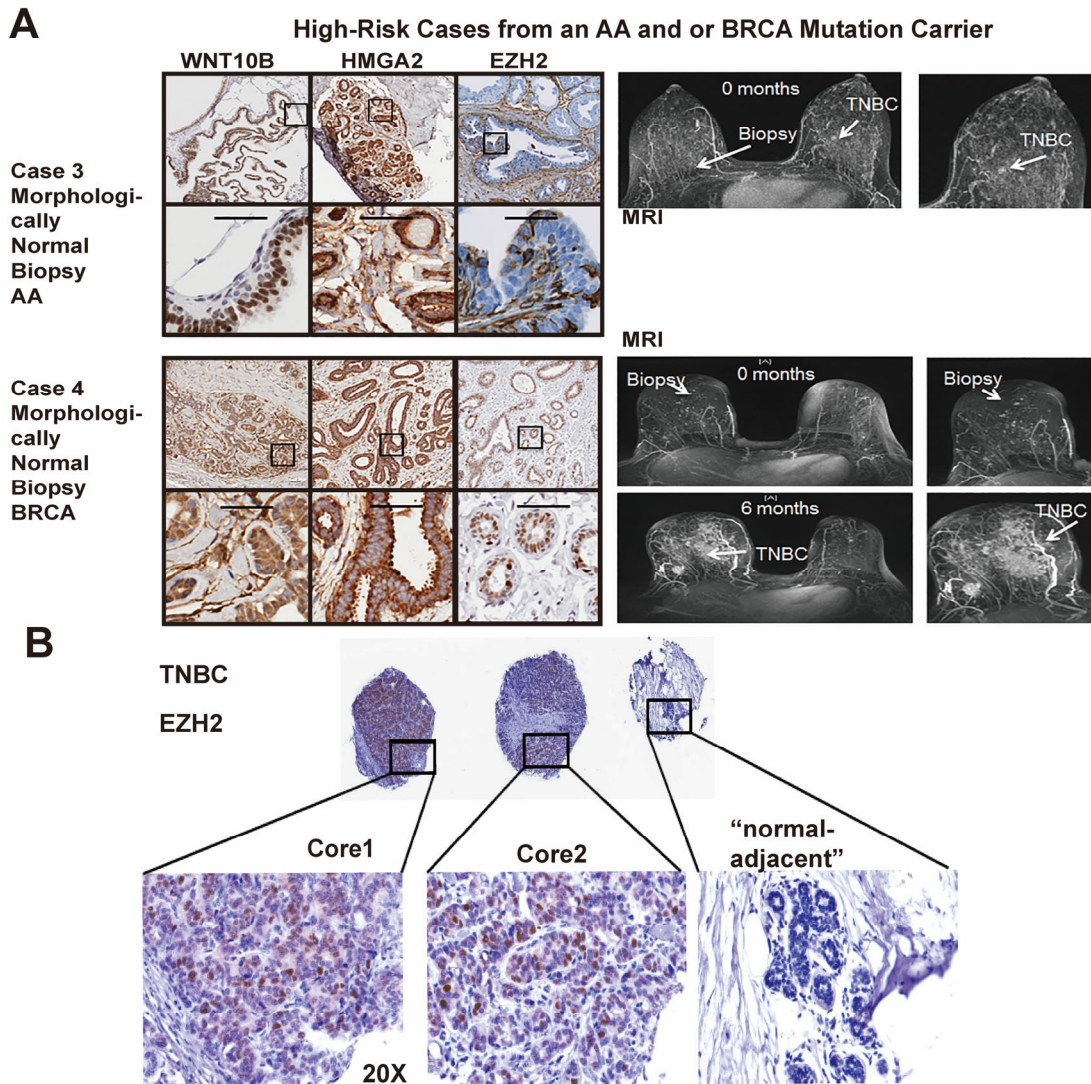 A
High-Risk Cases from an AA and or BRCA Mutation Carrier
WNT10B
HMGA2
EZH2
Case 3
Morphologi-
cally
Normal
Biopsy
AA
0 months
TNBC
Biopsy
TNBC
MRI
MRI
Case 4
Morphologi-
cally
Normal
Biopsy
BRCA
[A]
Biopsy
0 months
Biopsy
[A]
6 months
TNBC
TNBC
B
TNBC
EZH2
Core1
Core2
“normal-
adjacent”
20X